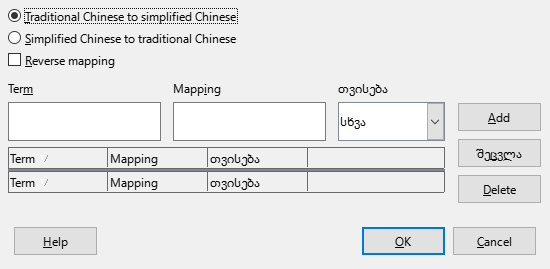 Traditional Chinese to simplified Chinese
Simplified Chinese to traditional Chinese
Reverse mapping
Term Mapping თვისება
სხვა Add
Term / Mapping თვისება შეცვლა
Term / Mapping თვისება Delete
Help OK Cancel